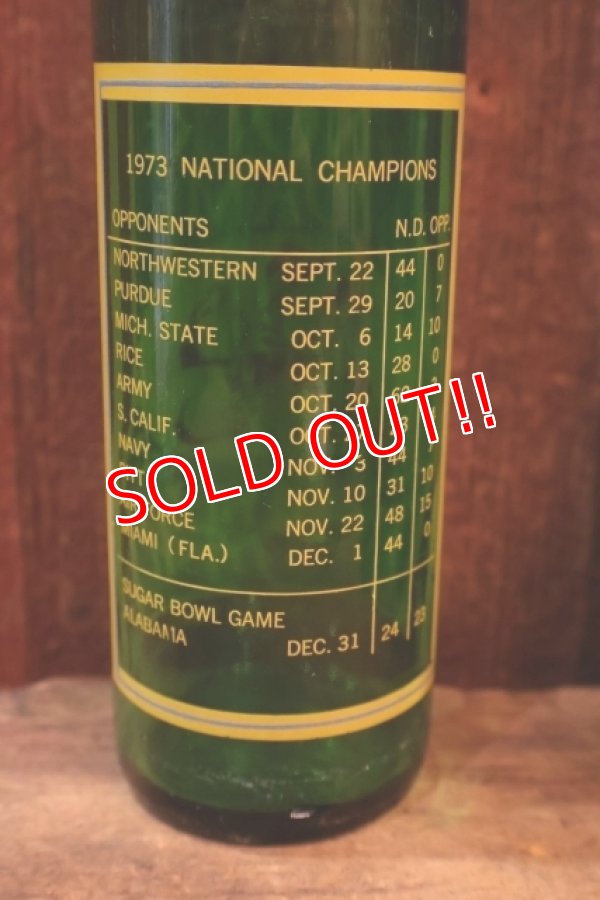 1973 NATIONAL CHAMPIONS
OPPONENTS N.D. OPP.
NORTHWESTERN SEPT. 22 44 0
PURDUE SEPT. 29 20 7
MICH. STATE OCT. 6 14 10
RICE OCT. 13 28 0
ARMY OCT. 20
S. CALIF. OCT.
NAVY NOV. 3 44
NOV. 10 31 10
FORCE NOV. 22 48 15
MIAMI (FLA.) DEC. 1 44 0
SUGAR BOWL GAME
ALABAMA DEC. 31 24 23
SOLD OUT!!